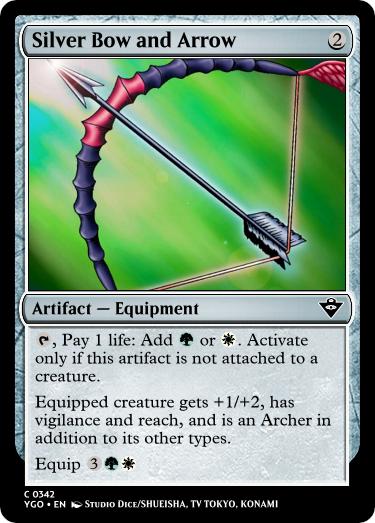 Silver Bow and Arrow 2
Artifact — Equipment
, Pay 1 life: Add or . Activate
only if this artifact is not attached to a
creature.
Equipped creature gets +1/+2, has
vigilance and reach, and is an Archer in
addition to its other types.
Equip 3
C 0342
YGO • EN Studio Dice/SHUEISHA, TV TOKYO, KONAMI